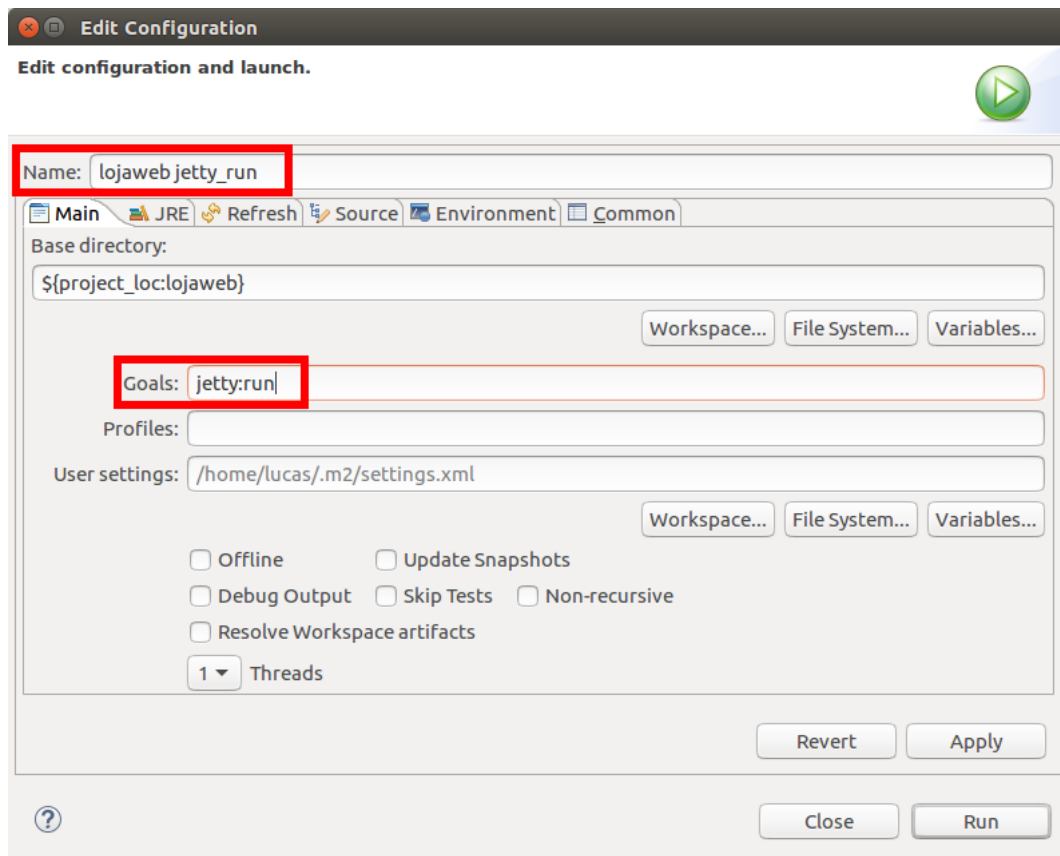 Edit Configuration
Edit configuration and launch.
Name: lojaweb jetty_run
Main JRE Refresh Source Environment Common
Base directory:
${project_loc:lojaweb}
Workspace... File System... Variables...
Goals: jetty:run
Profiles:
User settings: /home/lucas/.m2/settings.xml
Workspace... File System... Variables...
Offline Update Snapshots
Debug Output Skip Tests Non-recursive
Resolve Workspace artifacts
1 Threads
Revert Apply
? Close Run